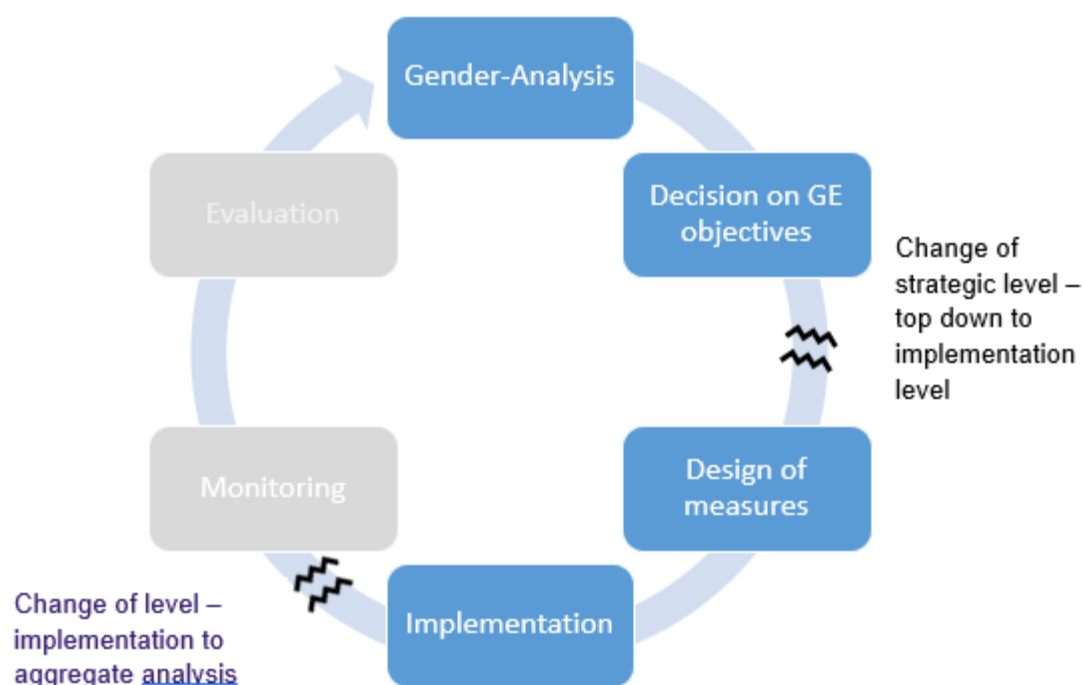 Gender-Analysis
Decision on GE
objectives
Change of
strategic level –
top down to
implementation
level
Design of
measures
Implementation
Change of level –
implementation to
aggregate analysis
Monitoring
Evaluation